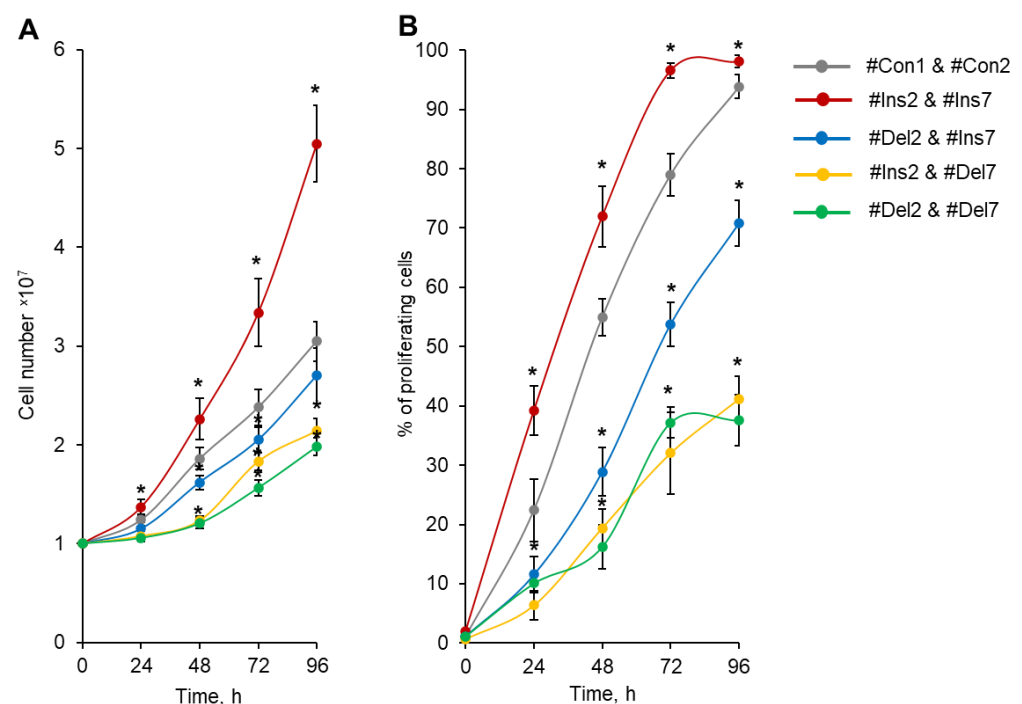 A
6
5
4
3
2
1
0
Cell number ×10⁷
0 24 48 72 96
Time, h
* * * * * * * * * * * *
B
100
90
80
70
60
50
40
30
20
10
0
% of proliferating cells
0 24 48 72 96
Time, h
* * * * * * * * * * *
#Con1 & #Con2
#Ins2 & #Ins7
#Del2 & #Ins7
#Ins2 & #Del7
#Del2 & #Del7